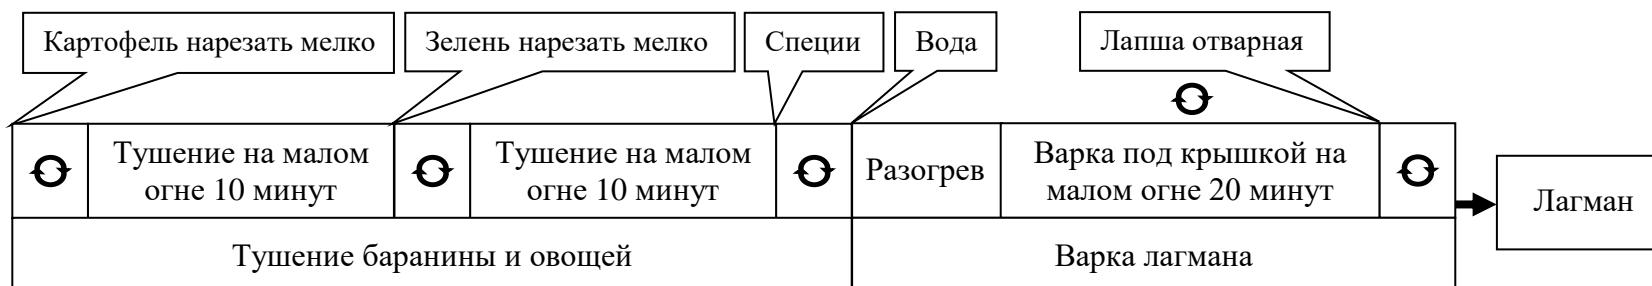 Картофель нарезать мелко
Зелень нарезать мелко
Специи
Вода
Лапша отварная
Тушение на малом
огне 10 минут
Тушение на малом
огне 10 минут
Разогрев
Варка под крышкой на
малом огне 20 минут
Лагман
Тушение баранины и овощей
Варка лагмана